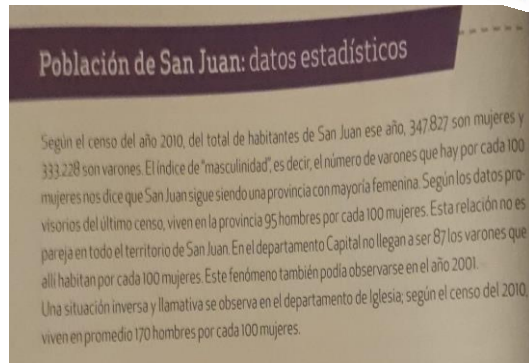 Población de San Juan: datos estadísticos
Según el censo del año 2010, del total de habitantes de San Juan ese año, 347.827 son mujeres y
333.228 son varones. El índice de "masculinidad", es decir, el número de varones que hay por cada 100
mujeres nos dice que San Juan sigue siendo una provincia con mayoría femenina. Según los datos pro-
visorios del último censo, viven en la provincia 95 hombres por cada 100 mujeres. Esta relación no es
pareja en todo el territorio de San Juan. En el departamento Capital no llegan a ser 87 los varones que
allí habitan por cada 100 mujeres. Este fenómeno también podía observarse en el año 2001.
Una situación inversa y llamativa se observa en el departamento de Iglesia; según el censo del 2010,
viven en promedio 170 hombres por cada 100 mujeres.